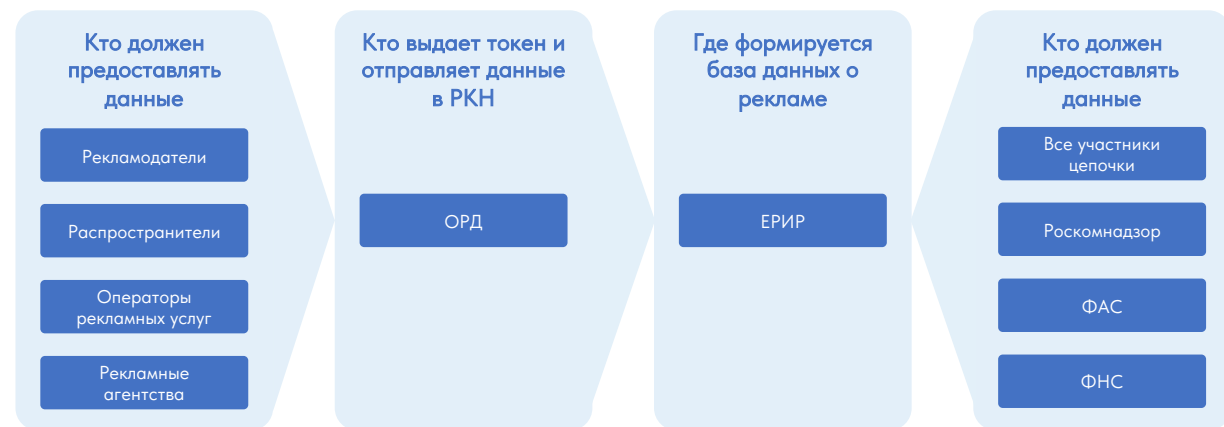 Кто должен
предоставлять
данные
Рекламодатели
Распространители
Операторы
рекламных услуг
Рекламные
агентства
Кто выдает токен и
отправляет данные
в РКН
ОРД
Где формируется
база данных о
рекламе
ЕРИР
Кто должен
предоставлять
данные
Все участники
цепочки
Роскомнадзор
ФАС
ФНС